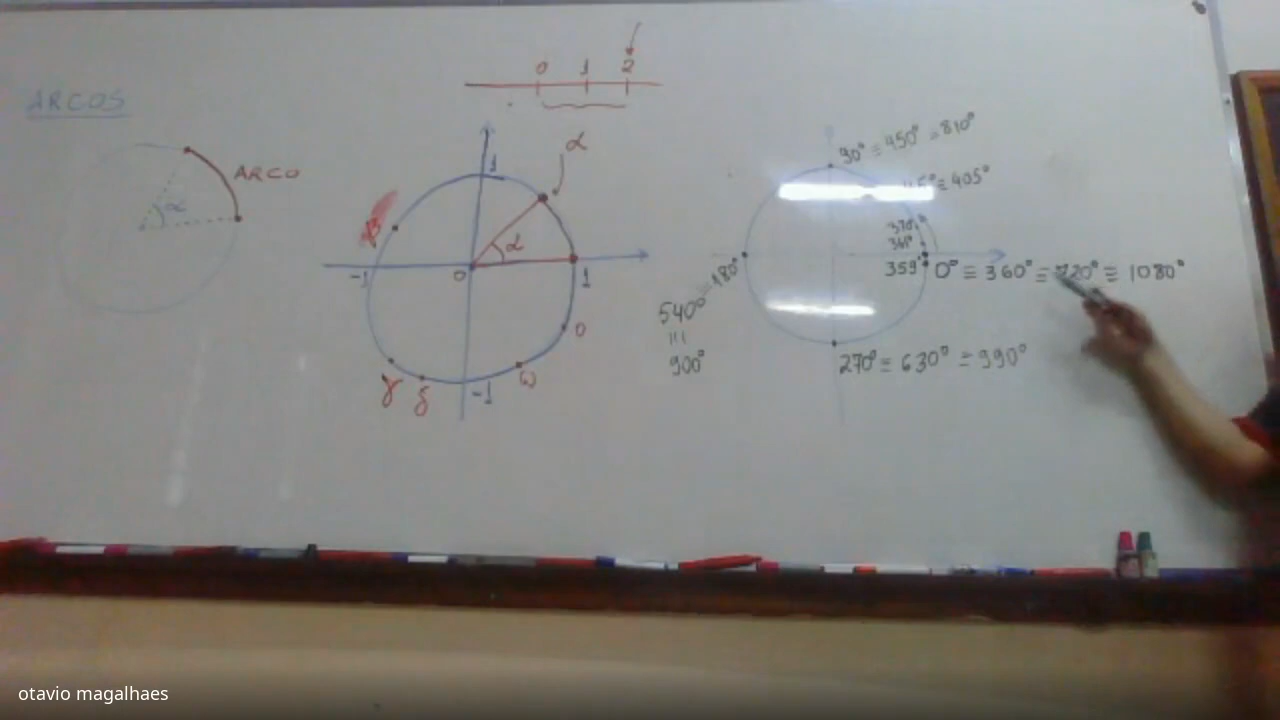 ARCOS
ARCO
α
0 1 2
α
1
β
α
-1
0
1
0
γ
δ
ω
-1
90° ≡ 450° ≡ 810°
45° ≡ 405°
370°
361°
359°
0° ≡ 360° ≡ 720° ≡ 1080°
≡ 180°
540°
≡
900°
270° ≡ 630° ≡ 990°
otavio magalhaes